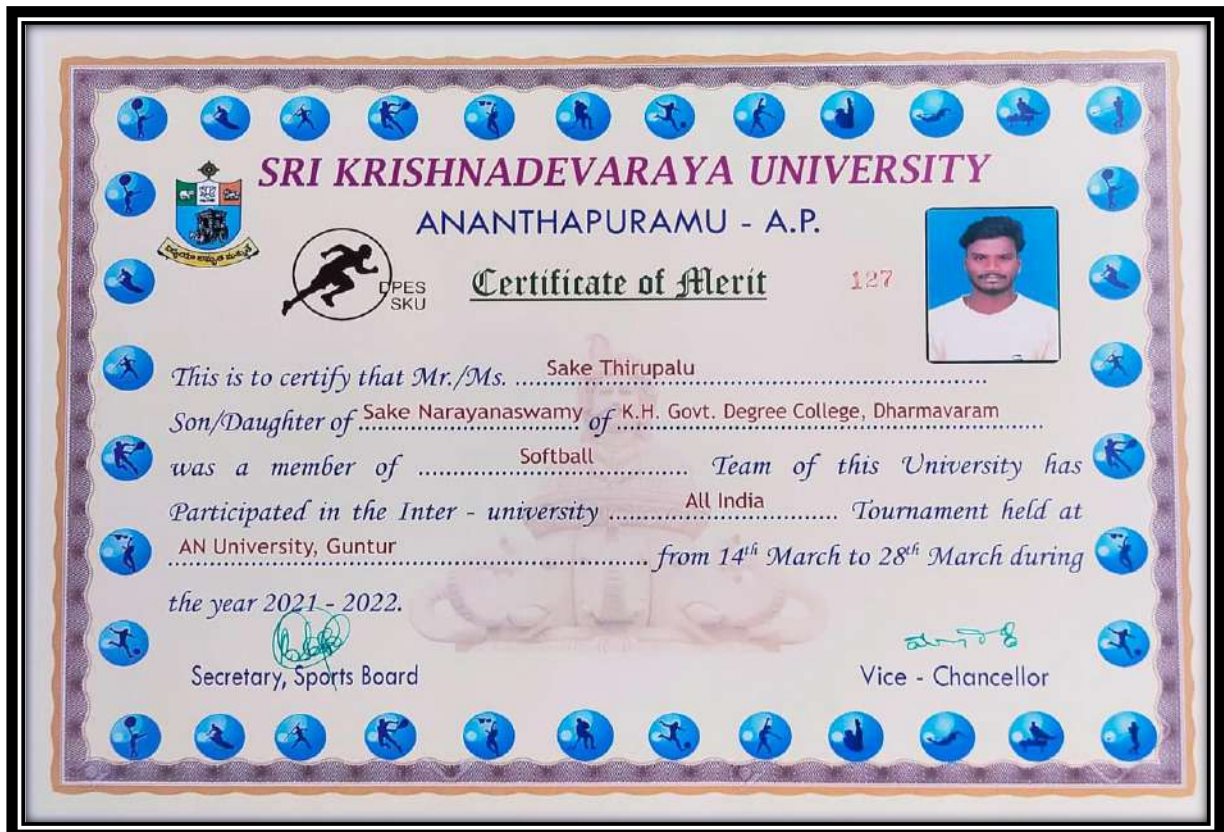 SRI KRISHNADEVARAYA UNIVERSITY
ANANTHAPURAMU - A.P.
విద్యయా అమృత మశ్నుతే
DPES
SKU
Certificate of Merit
127
This is to certify that Mr./Ms. .......Sake Thirupalu..............................................
Son/Daughter of Sake Narayanaswamy of K.H. Govt. Degree College, Dharmavaram
was a member of ................Softball............... Team of this University has
Participated in the Inter - university ............All India............ Tournament held at
AN University, Guntur ........................................ from 14th March to 28th March during
the year 2021 - 2022.
Secretary, Sports Board
Vice - Chancellor